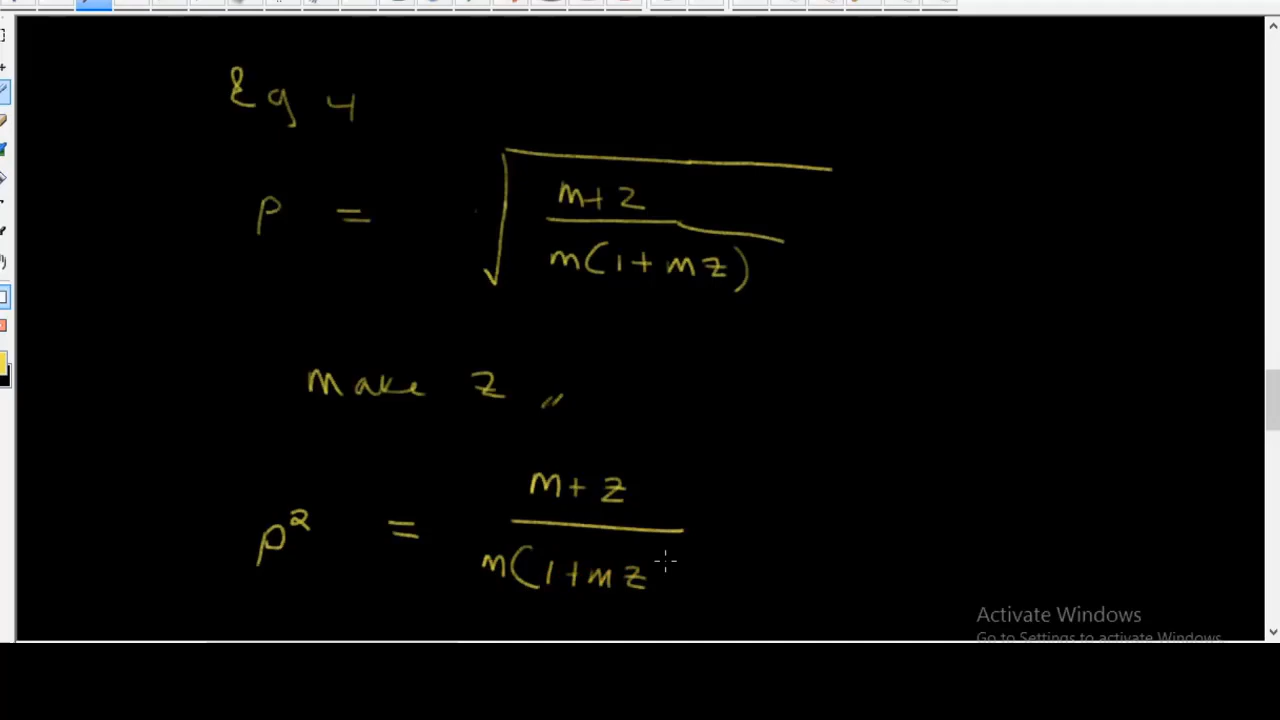 Eg 4
P = √ m+z
m(1+mz)
Make z 〃
p² = m+z
m(1+mz
Activate Windows
Go to Settings to activate Windows.